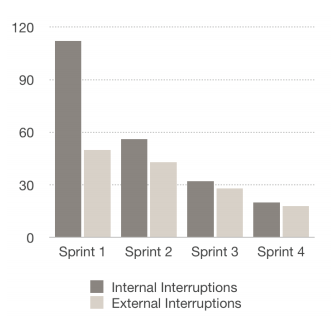 120
90
60
30
0
Sprint 1 Sprint 2 Sprint 3 Sprint 4
Internal Interruptions
External Interruptions